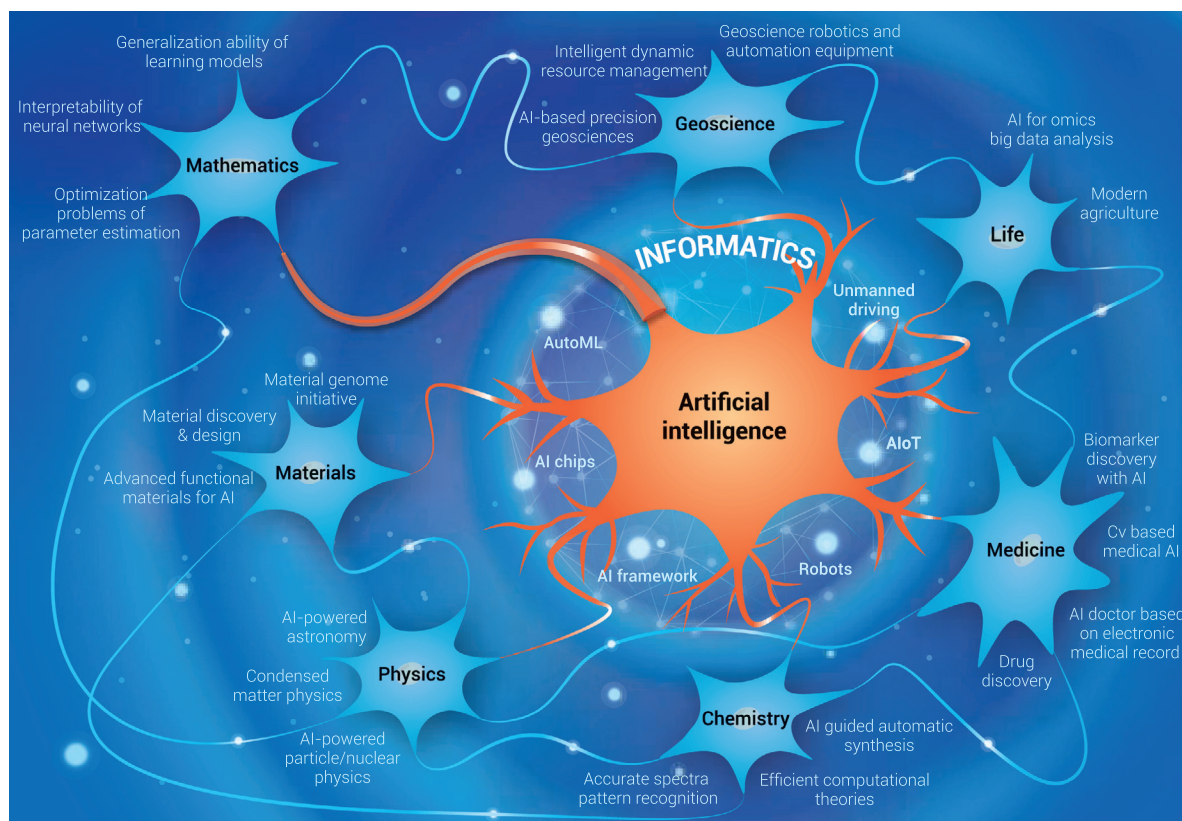 Generalization ability of
learning models
Interpretability of
neural networks
Mathematics
Optimization
problems of
parameter estimation
Intelligent dynamic
resource management
Geoscience robotics and
automation equipment
AI-based precision
geosciences
Geoscience
AI for omics
big data analysis
Modern
agriculture
Life
INFORMATICS
Unmanned
driving
AutoML
Artificial
intelligence
AIoT
AI chips
AI framework
Robots
Material genome
initiative
Material discovery
& design
Advanced functional
materials for AI
Materials
Biomarker
discovery
with AI
Cv based
medical AI
Medicine
AI doctor based
on electronic
medical record
Drug
discovery
AI-powered
astronomy
Condensed
matter physics
Physics
AI-powered
particle/nuclear
physics
Chemistry
AI guided automatic
synthesis
Accurate spectra
pattern recognition
Efficient computational
theories